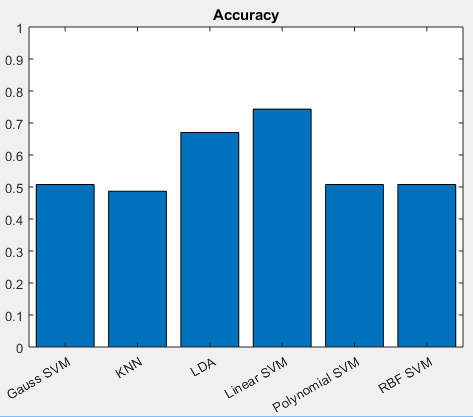 Accuracy
1
0.9
0.8
0.7
0.6
0.5
0.4
0.3
0.2
0.1
0
Gauss SVM
KNN
LDA
Linear SVM
Polynomial SVM
RBF SVM